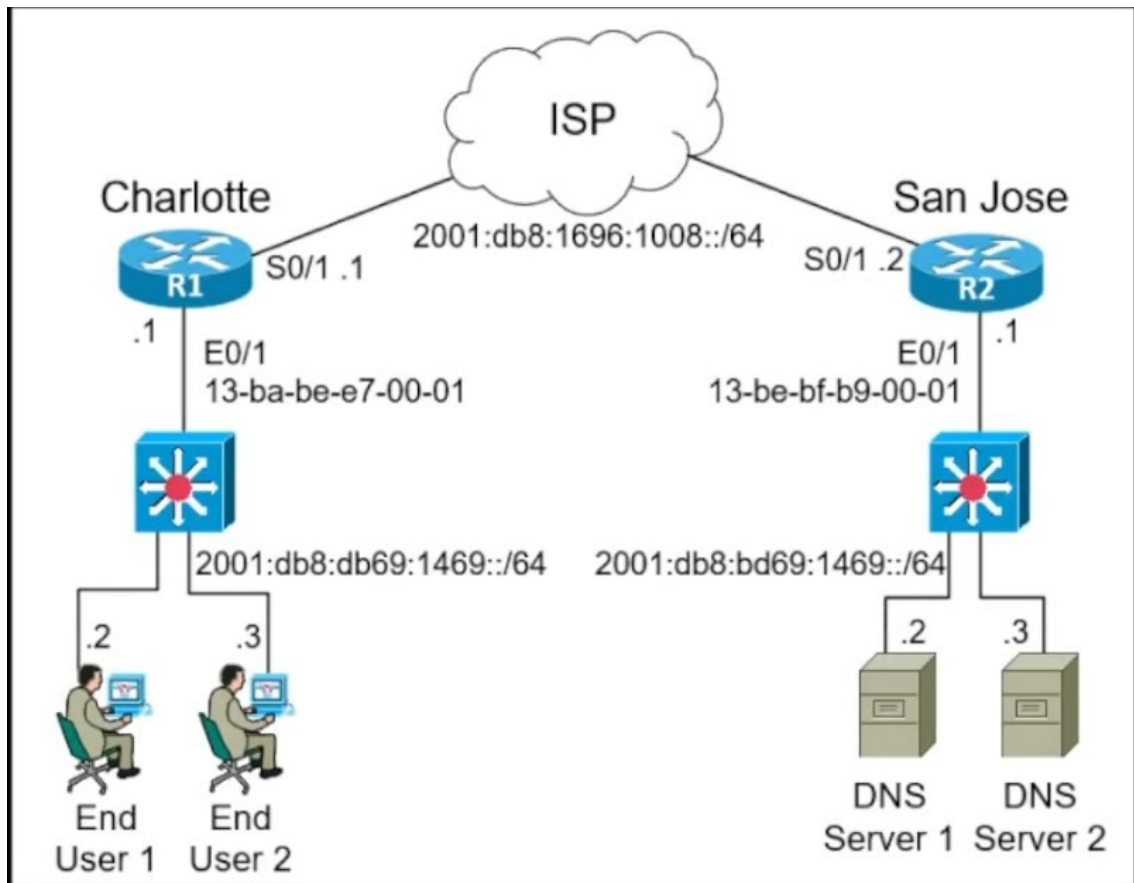 ISP
Charlotte
San Jose
2001:db8:1696:1008::/64
S0/1 .1
S0/1 .2
R1
R2
.1
.1
E0/1
13-ba-be-e7-00-01
E0/1
13-be-bf-b9-00-01
2001:db8:db69:1469::/64
2001:db8:bd69:1469::/64
.2
.3
.2
.3
End
User 1
End
User 2
DNS
Server 1
DNS
Server 2